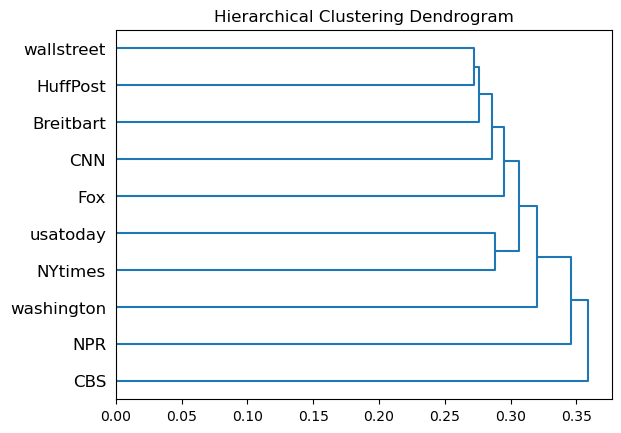 Hierarchical Clustering Dendrogram
wallstreet
HuffPost
Breitbart
CNN
Fox
usatoday
NYtimes
washington
NPR
CBS
0.00 0.05 0.10 0.15 0.20 0.25 0.30 0.35